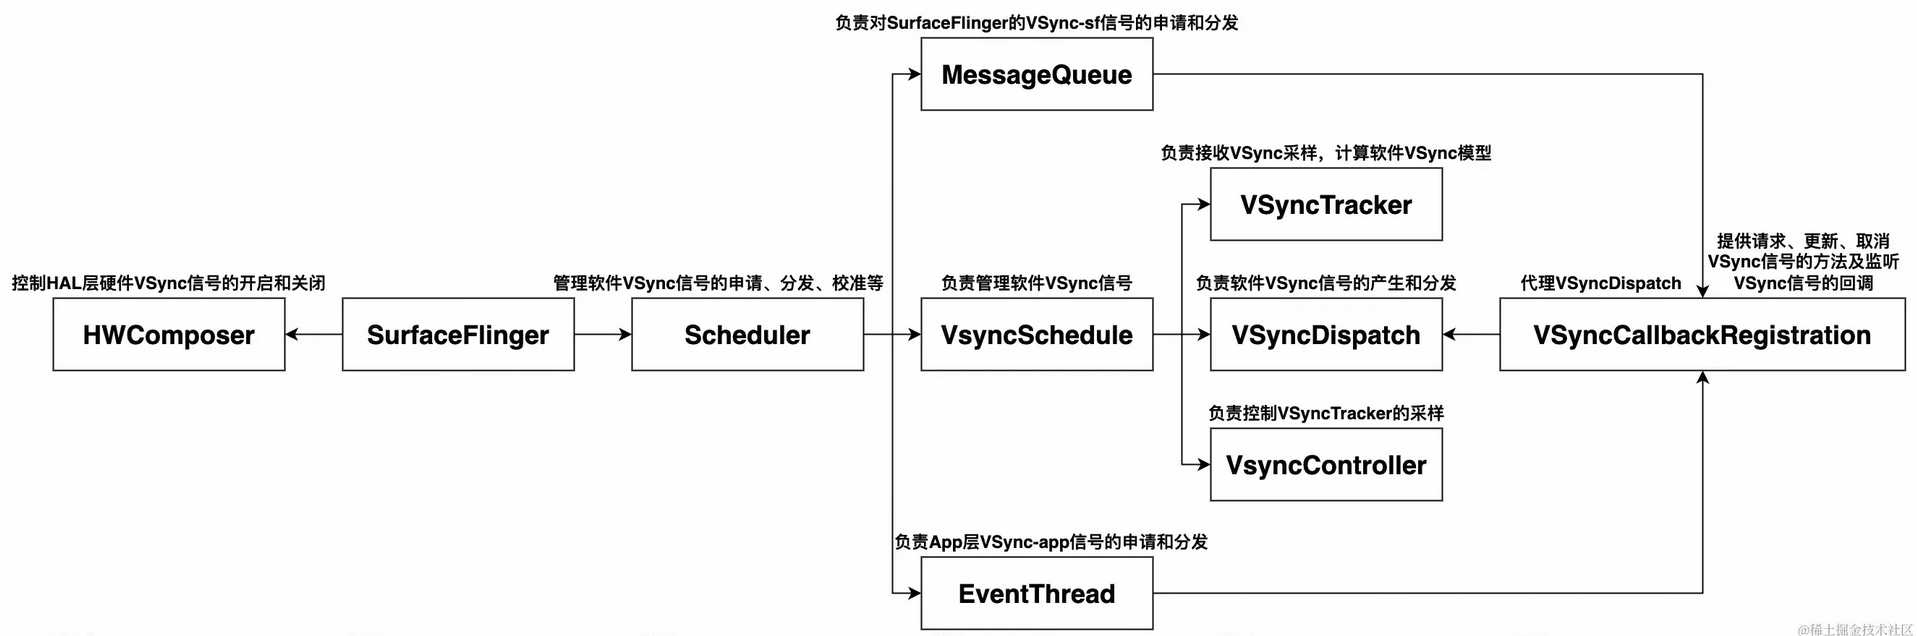 负责对SurfaceFlinger的VSync-sf信号的申请和分发
MessageQueue
负责接收VSync采样，计算软件VSync模型
VSyncTracker
控制HAL层硬件VSync信号的开启和关闭
HWComposer
SurfaceFlinger
管理软件VSync信号的申请、分发、校准等
Scheduler
负责管理软件VSync信号
VsyncSchedule
负责软件VSync信号的产生和分发
VSyncDispatch
代理VSyncDispatch
提供请求、更新、取消
VSync信号的方法及监听
VSync信号的回调
VSyncCallbackRegistration
负责控制VSyncTracker的采样
VsyncController
负责App层VSync-app信号的申请和分发
EventThread
@稀土掘金技术社区